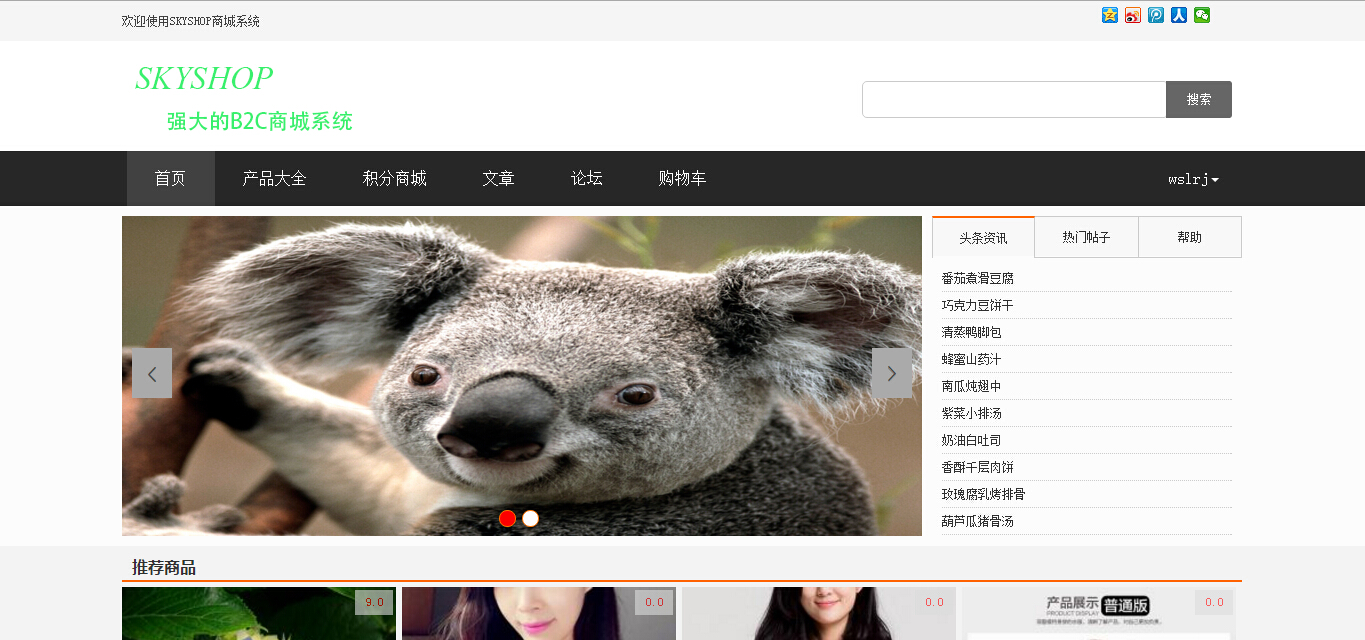 欢迎使用SKYSHOP商城系统
SKYSHOP
强大的B2C商城系统
搜索
首页 产品大全 积分商城 文章 论坛 购物车 wslrj
头条资讯 热门帖子 帮助
番茄煮滑豆腐
巧克力豆饼干
清蒸鸭脚包
蜂蜜山药汁
南瓜炖翅中
紫菜小排汤
奶油白吐司
香酥千层肉饼
玫瑰腐乳烤排骨
葫芦瓜猪骨汤
推荐商品
9.0 0.0 0.0 0.0
产品展示 普通版
PRODUCT DISPLAY